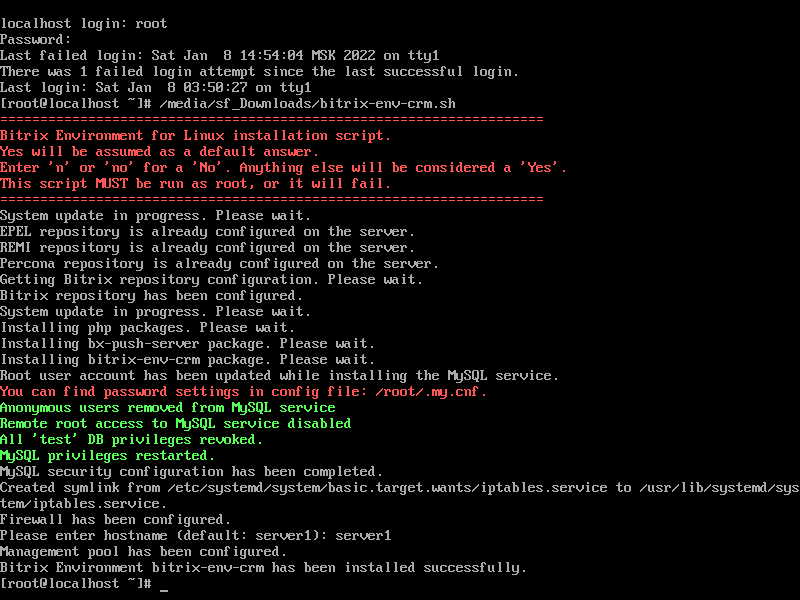 localhost login: root
Password:
Last failed login: Sat Jan  8 14:54:04 MSK 2022 on tty1
There was 1 failed login attempt since the last successful login.
Last login: Sat Jan  8 03:50:27 on tty1
[root@localhost ~]# /media/sf_Downloads/bitrix-env-crm.sh
====================================================================
Bitrix Environment for Linux installation script.
Yes will be assumed as a default answer.
Enter 'n' or 'no' for a 'No'. Anything else will be considered a 'Yes'.
This script MUST be run as root, or it will fail.
====================================================================
System update in progress. Please wait.
EPEL repository is already configured on the server.
REMI repository is already configured on the server.
Percona repository is already configured on the server.
Getting Bitrix repository configuration. Please wait.
Bitrix repository has been configured.
System update in progress. Please wait.
Installing php packages. Please wait.
Installing bx-push-server package. Please wait.
Installing bitrix-env-crm package. Please wait.
Root user account has been updated while installing the MySQL service.
You can find password settings in config file: /root/.my.cnf.
Anonymous users removed from MySQL service
Remote root access to MySQL service disabled
All 'test' DB privileges revoked.
MySQL privileges restarted.
MySQL security configuration has been completed.
Created symlink from /etc/systemd/system/basic.target.wants/iptables.service to /usr/lib/systemd/sys
tem/iptables.service.
Firewall has been configured.
Please enter hostname (default: server1): server1
Management pool has been configured.
Bitrix Environment bitrix-env-crm has been installed successfully.
[root@localhost ~]# _